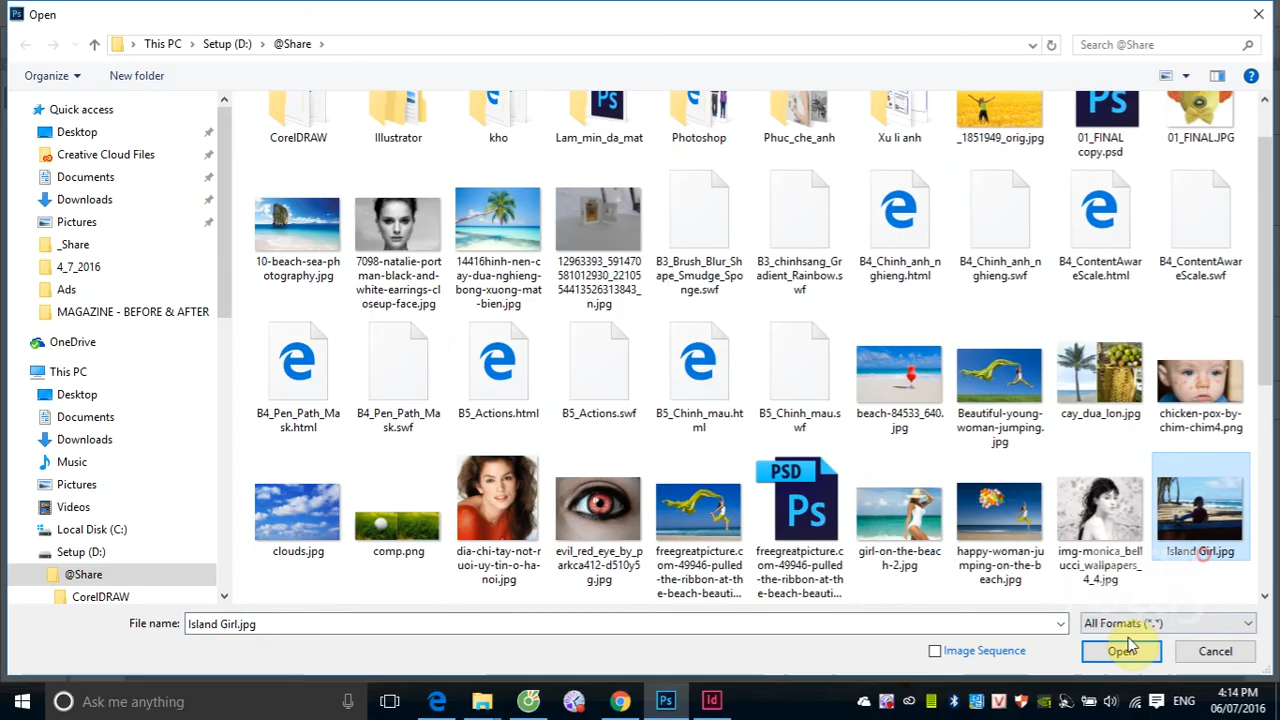 Open
This PC > Setup (D:) > @Share >
Search @Share
Organize
New folder
Quick access
Desktop
Creative Cloud Files
Documents
Downloads
Pictures
_Share
4_7_2016
Ads
MAGAZINE - BEFORE & AFTER
OneDrive
This PC
Desktop
Documents
Downloads
Music
Pictures
Videos
Local Disk (C:)
Setup (D:)
@Share
CorelDRAW
CorelDRAW
Illustrator
kho
Lam_min_da_mat
Photoshop
Phuc_che_anh
Xu li anh
_1851949_orig.jpg
01_FINAL
copy.psd
01_FINAL.JPG
10-beach-sea-ph
otography.jpg
7098-natalie-port
man-black-and-
white-earrings-cl
oseup-face.jpg
14416hinh-nen-c
ay-dua-nghieng-
bong-xuong-mat
-bien.jpg
12963393_591470
581012930_22105
54413526313843_
n.jpg
B3_Brush_Blur_Sh
ape_Smudge_Spo
nge.swf
B3_chinhsang_Gr
adient_Rainbow.s
wf
B4_Chinh_anh_n
ghieng.html
B4_Chinh_anh_n
ghieng.swf
B4_ContentAwar
eScale.html
B4_ContentAwar
eScale.swf
B4_Pen_Path_Ma
sk.html
B4_Pen_Path_Ma
sk.swf
B5_Actions.html
B5_Actions.swf
B5_Chinh_mau.ht
ml
B5_Chinh_mau.s
wf
beach-84533_640.
jpg
Beautiful-young-
woman-jumping.
jpg
cay_dua_lon.jpg
chicken-pox-by-
chim-chim4.png
clouds.jpg
comp.png
dia-chi-tay-not-r
uoi-uy-tin-o-ha-
noi.jpg
evil_red_eye_by_p
arkca412-d510y5
g.jpg
PSD
Ps
freegreatpicture.c
om-49946-pulled
-the-ribbon-at-th
e-beach-beauti...
freegreatpicture.c
om-49946-pulled
-the-ribbon-at-th
e-beach-beauti...
girl-on-the-beac
h-2.jpg
happy-woman-ju
mping-on-the-be
ach.jpg
img-monica_bell
ucci_wallpapers_
4_4.jpg
Island Girl.jpg
File name:
Island Girl.jpg
All Formats (*.*)
Image Sequence
Open
Cancel
Ask me anything
ENG
4:14 PM
06/07/2016